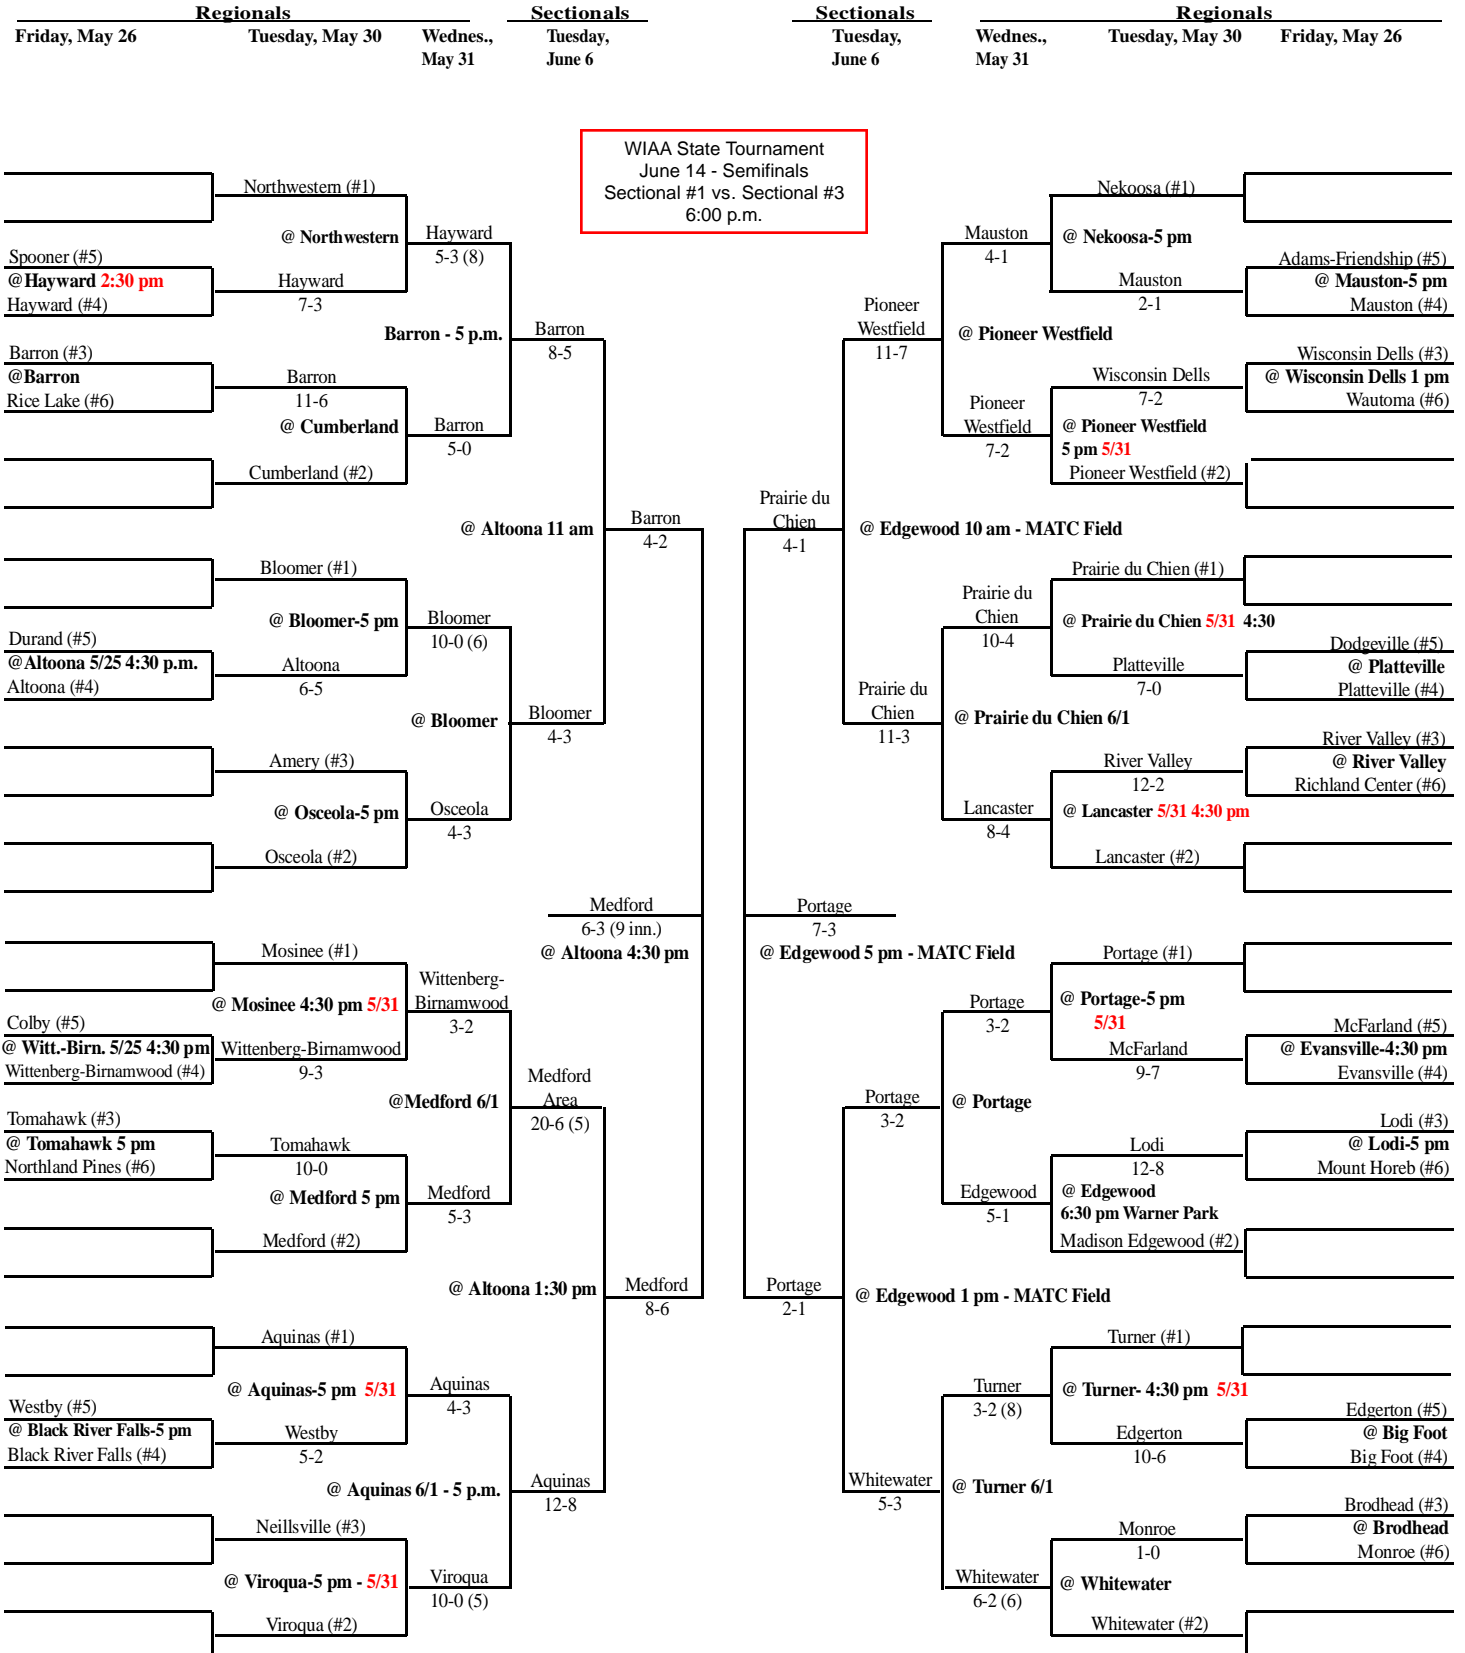 Regionals
Sectionals
Sectionals
Regionals
Friday, May 26
Tuesday, May 30
Wednes.,
May 31
Tuesday,
June 6
Tuesday,
June 6
Wednes.,
May 31
Tuesday, May 30
Friday, May 26
WIAA State Tournament
June 14 - Semifinals
Sectional #1 vs. Sectional #3
6:00 p.m.
Northwestern (#1)
@ Northwestern
Hayward
5-3 (8)
Spooner (#5)
@Hayward 2:30 pm
Hayward (#4)
Hayward
7-3
Barron - 5 p.m.
Barron
8-5
Barron (#3)
@Barron
Rice Lake (#6)
Barron
11-6
@ Cumberland
Barron
5-0
Cumberland (#2)
@ Altoona 11 am
Barron
4-2
Bloomer (#1)
@ Bloomer-5 pm
Bloomer
10-0 (6)
Durand (#5)
@Altoona 5/25 4:30 p.m.
Altoona (#4)
Altoona
6-5
@ Bloomer
Bloomer
4-3
Amery (#3)
@ Osceola-5 pm
Osceola
4-3
Osceola (#2)
Medford
6-3 (9 inn.)
@ Altoona 4:30 pm
Mosinee (#1)
@ Mosinee 4:30 pm 5/31
Wittenberg-
Birnamwood
3-2
Colby (#5)
@ Witt.-Birn. 5/25 4:30 pm
Wittenberg-Birnamwood (#4)
Wittenberg-Birnamwood
9-3
@Medford 6/1
Medford
Area
20-6 (5)
Tomahawk (#3)
@ Tomahawk 5 pm
Northland Pines (#6)
Tomahawk
10-0
@ Medford 5 pm
Medford
5-3
Medford (#2)
@ Altoona 1:30 pm
Medford
8-6
Aquinas (#1)
@ Aquinas-5 pm 5/31
Aquinas
4-3
Westby (#5)
@ Black River Falls-5 pm
Black River Falls (#4)
Westby
5-2
@ Aquinas 6/1 - 5 p.m.
Aquinas
12-8
Neillsville (#3)
@ Viroqua-5 pm - 5/31
Viroqua
10-0 (5)
Viroqua (#2)
Nekoosa (#1)
Mauston
4-1
@ Nekoosa-5 pm
Adams-Friendship (#5)
@ Mauston-5 pm
Mauston (#4)
Mauston
2-1
Pioneer
Westfield
11-7
@ Pioneer Westfield
Wisconsin Dells (#3)
@ Wisconsin Dells 1 pm
Wautoma (#6)
Wisconsin Dells
7-2
Pioneer
Westfield
7-2
@ Pioneer Westfield
5 pm 5/31
Pioneer Westfield (#2)
Prairie du
Chien
4-1
@ Edgewood 10 am - MATC Field
Prairie du Chien (#1)
Prairie du
Chien
10-4
@ Prairie du Chien 5/31 4:30
Dodgeville (#5)
@ Platteville
Platteville (#4)
Platteville
7-0
Prairie du
Chien
11-3
@ Prairie du Chien 6/1
River Valley (#3)
@ River Valley
Richland Center (#6)
River Valley
12-2
Lancaster
8-4
@ Lancaster 5/31 4:30 pm
Lancaster (#2)
Portage
7-3
@ Edgewood 5 pm - MATC Field
Portage (#1)
Portage
3-2
@ Portage-5 pm
5/31
McFarland (#5)
@ Evansville-4:30 pm
Evansville (#4)
McFarland
9-7
Portage
3-2
@ Portage
Lodi (#3)
@ Lodi-5 pm
Mount Horeb (#6)
Lodi
12-8
Edgewood
5-1
@ Edgewood
6:30 pm Warner Park
Madison Edgewood (#2)
Portage
2-1
@ Edgewood 1 pm - MATC Field
Turner (#1)
Turner
3-2 (8)
@ Turner- 4:30 pm 5/31
Edgerton (#5)
@ Big Foot
Big Foot (#4)
Edgerton
10-6
Whitewater
5-3
@ Turner 6/1
Brodhead (#3)
@ Brodhead
Monroe (#6)
Monroe
1-0
Whitewater
6-2 (6)
@ Whitewater
Whitewater (#2)